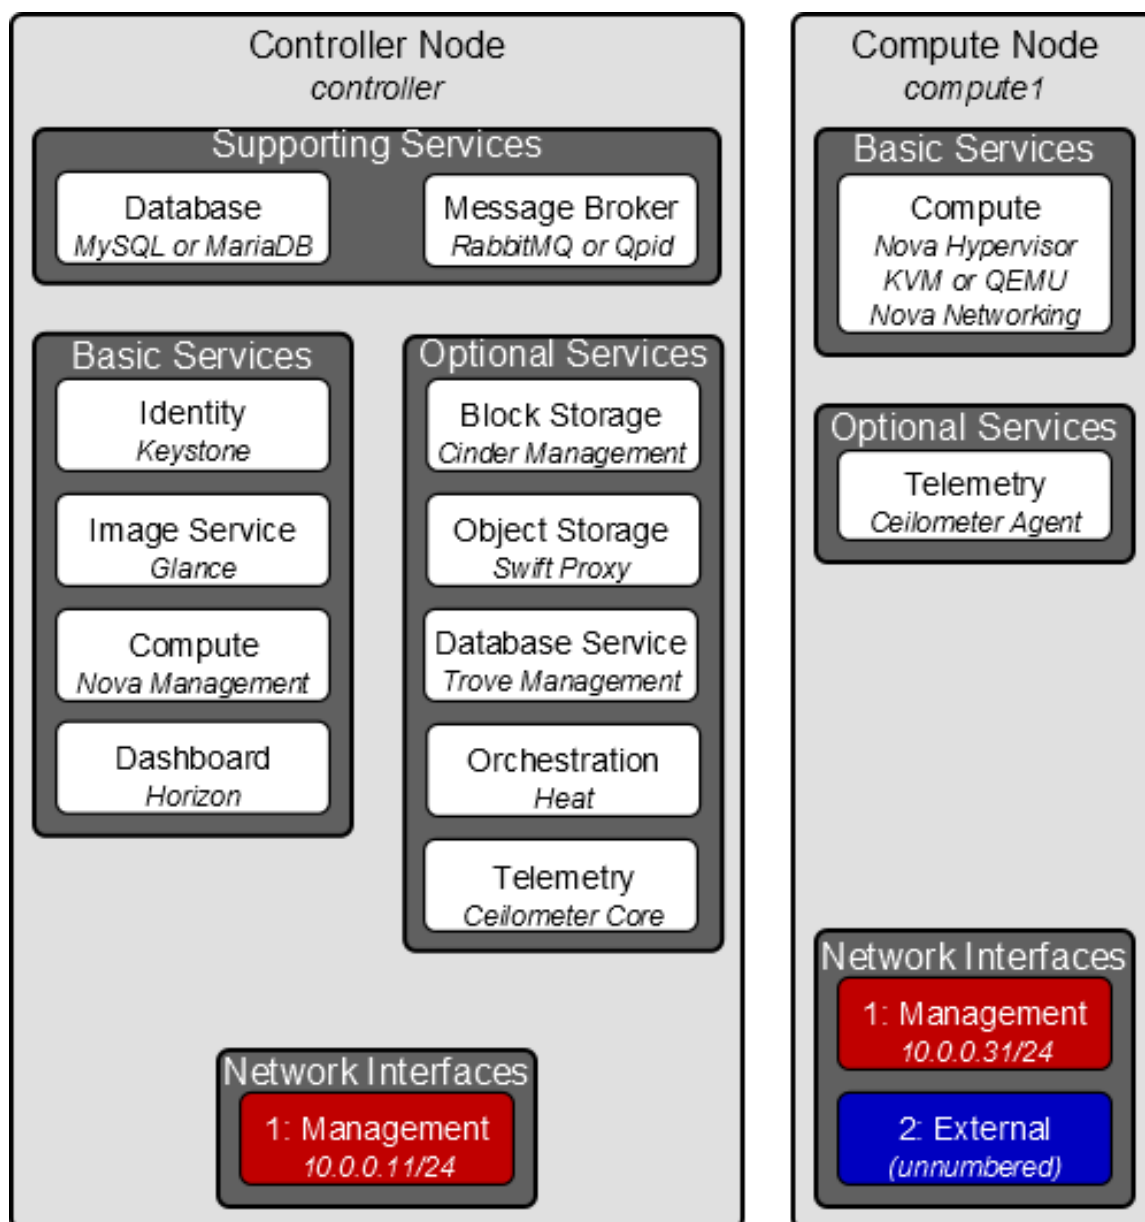 Controller Node
controller
Supporting Services
Database
MySQL or MariaDB
Message Broker
RabbitMQ or Qpid
Basic Services
Identity
Keystone
Image Service
Glance
Compute
Nova Management
Dashboard
Horizon
Optional Services
Block Storage
Cinder Management
Object Storage
Swift Proxy
Database Service
Trove Management
Orchestration
Heat
Telemetry
Ceilometer Core
Network Interfaces
1: Management
10.0.0.11/24
Compute Node
compute1
Basic Services
Compute
Nova Hypervisor
KVM or QEMU
Nova Networking
Optional Services
Telemetry
Ceilometer Agent
Network Interfaces
1: Management
10.0.0.31/24
2: External
(unnumbered)